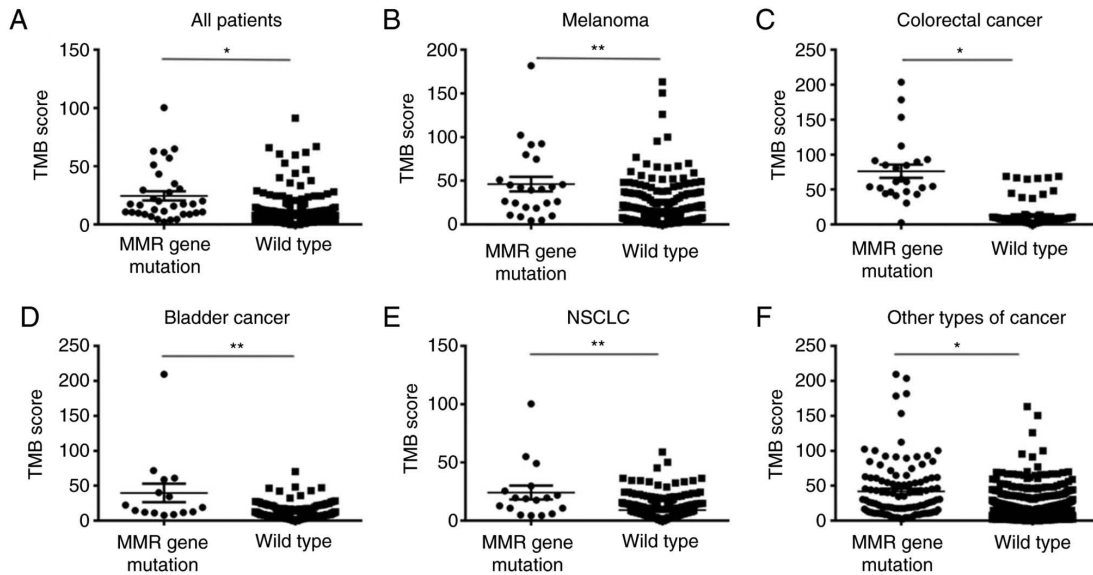 A
All patients
*
150
100
50
0
TMB score
MMR gene
mutation
Wild type
B
Melanoma
**
200
150
100
50
0
TMB score
MMR gene
mutation
Wild type
C
Colorectal cancer
*
250
200
150
100
50
0
TMB score
MMR gene
mutation
Wild type
D
Bladder cancer
**
250
200
150
100
50
0
TMB score
MMR gene
mutation
Wild type
E
NSCLC
**
150
100
50
0
TMB score
MMR gene
mutation
Wild type
F
Other types of cancer
*
250
200
150
100
50
0
TMB score
MMR gene
mutation
Wild type